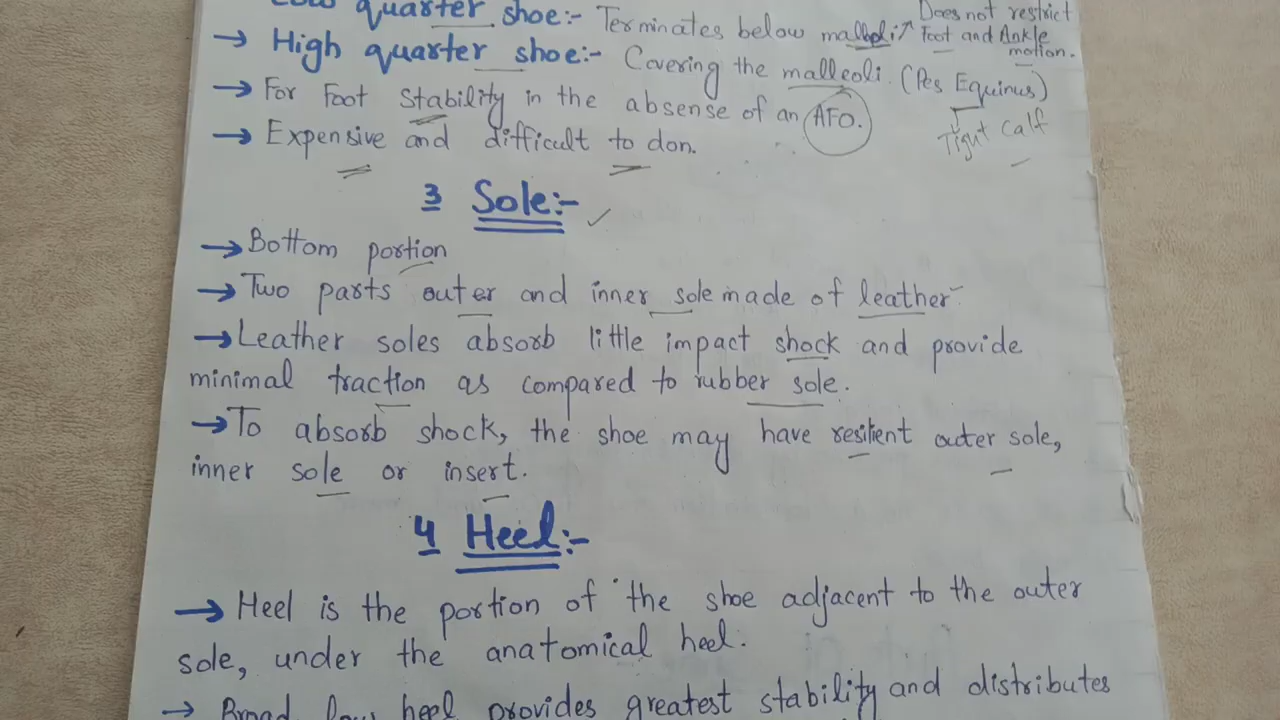 Low quarter shoe:- Terminates below malleoli Does not restrict Foot and Ankle motion.
→ High quarter shoe:- Covering the malleoli. (Pes Equinus)
Tight Calf
→ For Foot Stability in the absense of an AFO.
→ Expensive and difficult to don.
3 Sole:-
→ Bottom portion
→ Two parts outer and inner sole made of leather
→ Leather soles absorb little impact shock and provide
minimal traction as compared to rubber sole.
→ To absorb shock, the shoe may have resilient outer sole,
inner sole or insert.
4 Heel:-
→ Heel is the portion of the shoe adjacent to the outer
sole, under the anatomical heel.
→ Broad low heel provides greatest stability and distributes